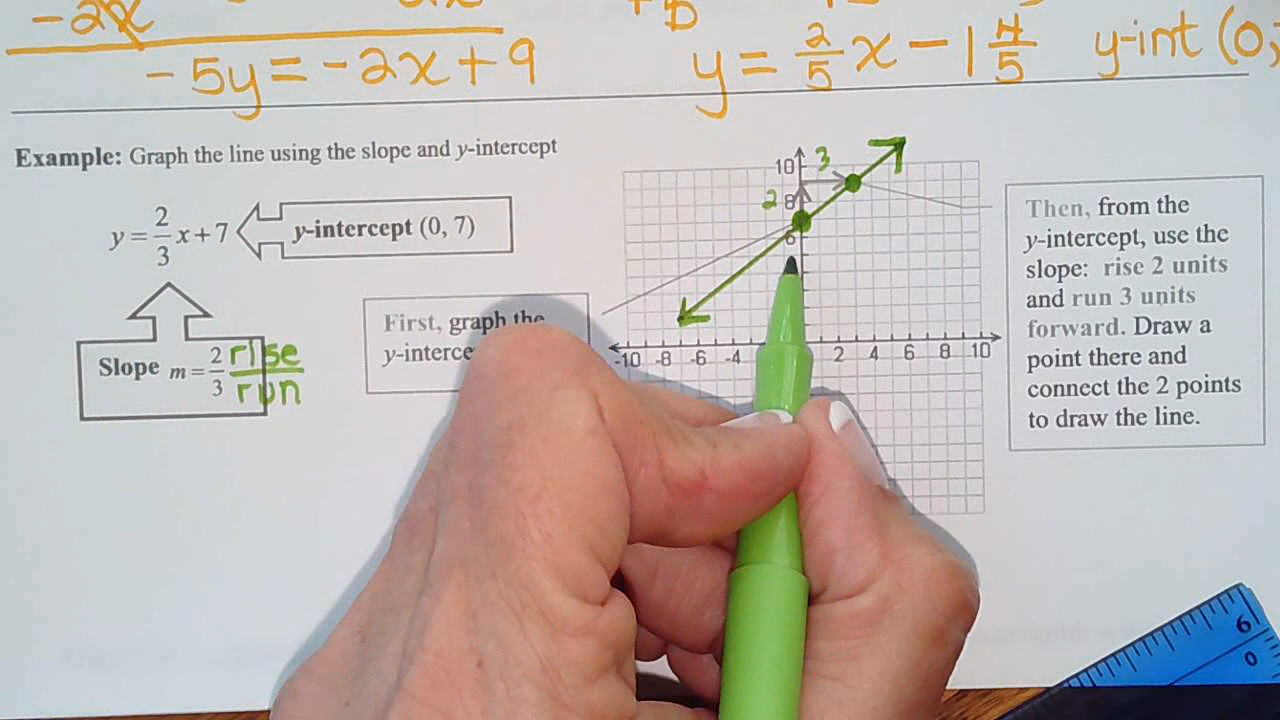 -2x
-5y = -2x + 9
+ b
y = 2/5 x - 1 4/5 y-int (0,
Example: Graph the line using the slope and y-intercept
y = 2/3 x + 7
y-intercept (0, 7)
Slope m = 2/3 rise/run
First, graph the
10 3
2 8
6
-10 -8 -6 -4 2 4 6 8 10
Then, from the
y-intercept, use the
slope: rise 2 units
and run 3 units
forward. Draw a
point there and
connect the 2 points
to draw the line.
6
0